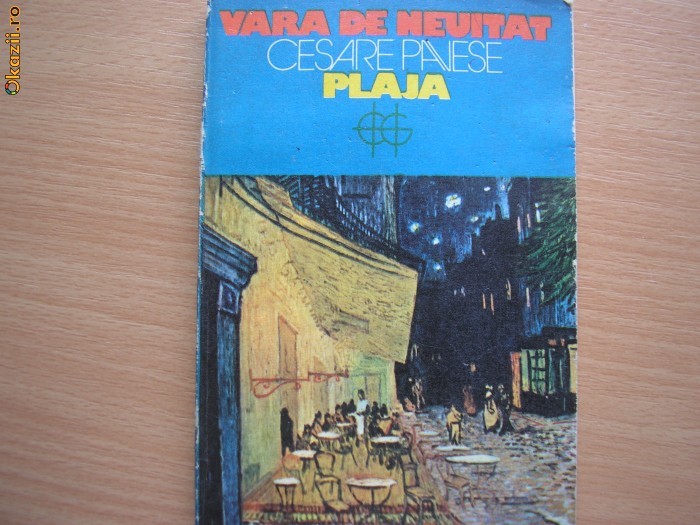 Okazii.ro
VARA DE NEUITAT
CESARE PAVESE
PLAJA